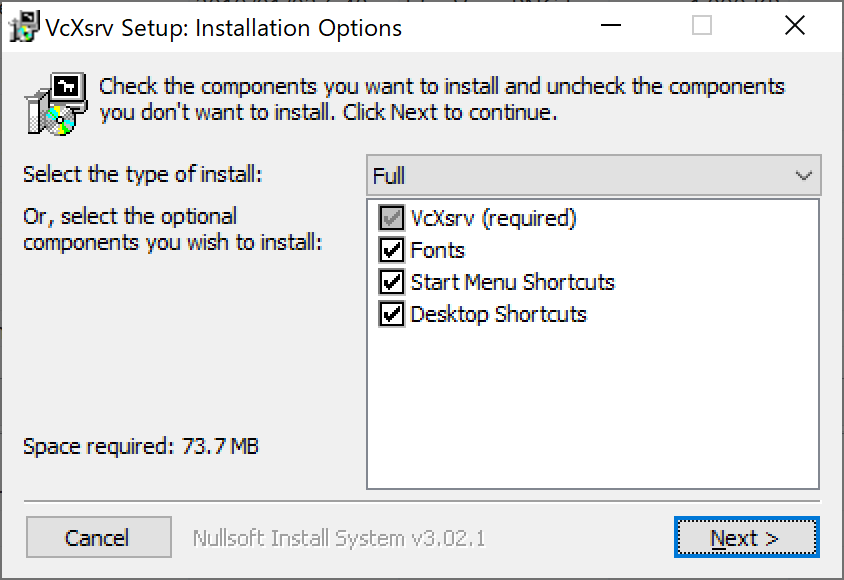 VcXsrv Setup: Installation Options
Check the components you want to install and uncheck the components
you don't want to install. Click Next to continue.
Select the type of install:
Full
Or, select the optional
components you wish to install:
VcXsrv (required)
Fonts
Start Menu Shortcuts
Desktop Shortcuts
Space required: 73.7 MB
Cancel
Nullsoft Install System v3.02.1
Next >